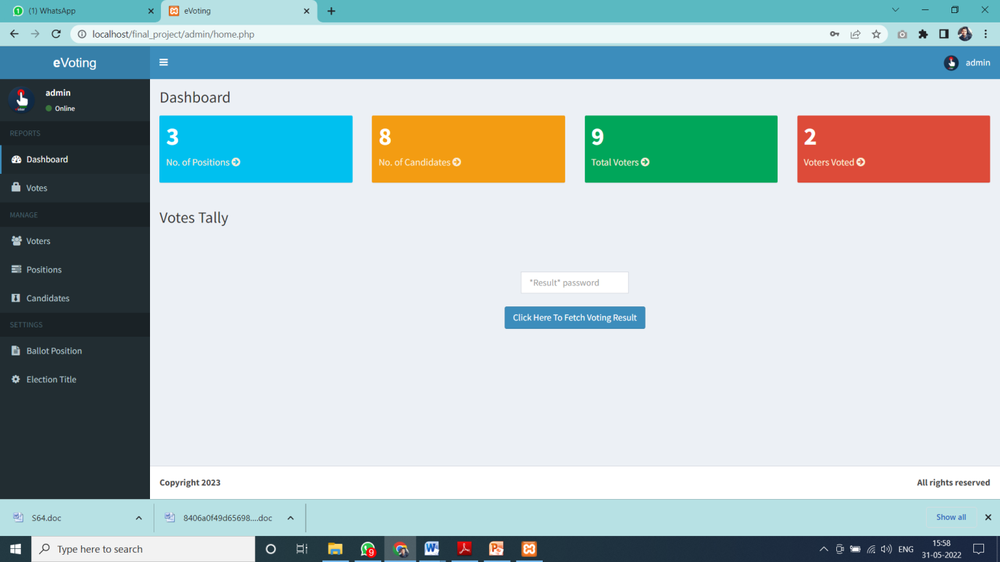 (1) WhatsApp
eVoting
localhost/final_project/admin/home.php
eVoting
admin
admin
Online
REPORTS
Dashboard
Votes
MANAGE
Voters
Positions
Candidates
SETTINGS
Ballot Position
Election Title
Dashboard
3
No. of Positions
8
No. of Candidates
9
Total Voters
2
Voters Voted
Votes Tally
*Result* password
Click Here To Fetch Voting Result
Copyright 2023
All rights reserved
S64.doc
8406a0f49d65698....doc
Show all
Type here to search
9
ENG
15:58
31-05-2022